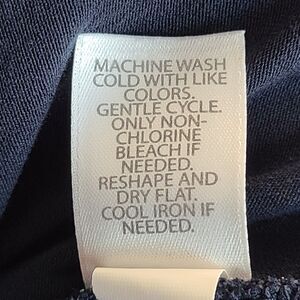 MACHINE WASH
COLD WITH LIKE
COLORS.
GENTLE CYCLE.
ONLY NON-
CHLORINE
BLEACH IF
NEEDED.
RESHAPE AND
DRY FLAT.
COOL IRON IF
NEEDED.